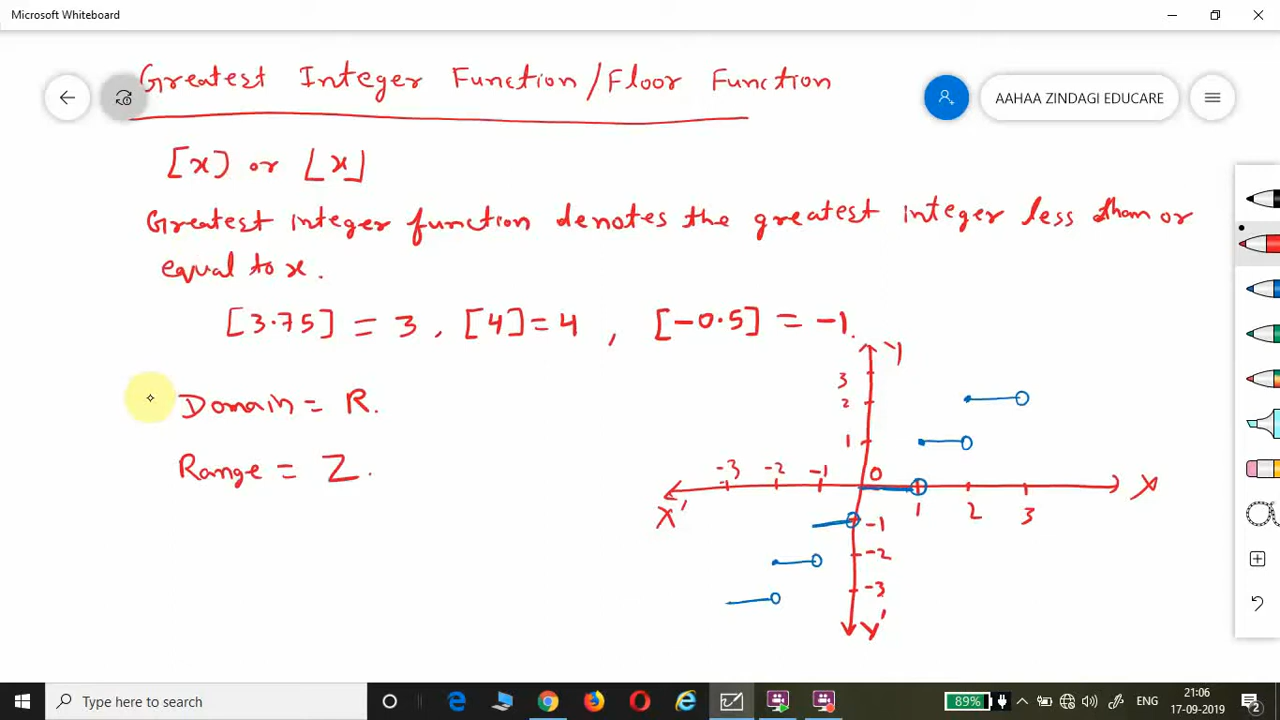 Microsoft Whiteboard
Greatest Integer Function/Floor Function
AAHAA ZINDAGI EDUCARE
[x] or ⌊x⌋
Greatest integer function denotes the greatest integer less than or
equal to x.
[3.75] = 3, [4]=4, [-0.5] = -1.
Y
3
Domain = R.
2
1
Range = Z.
-3 -2 -1 0
X' X
1 2 3
-1
-2
-3
Y'
Type here to search
89%
ENG
21:06
17-09-2019
2